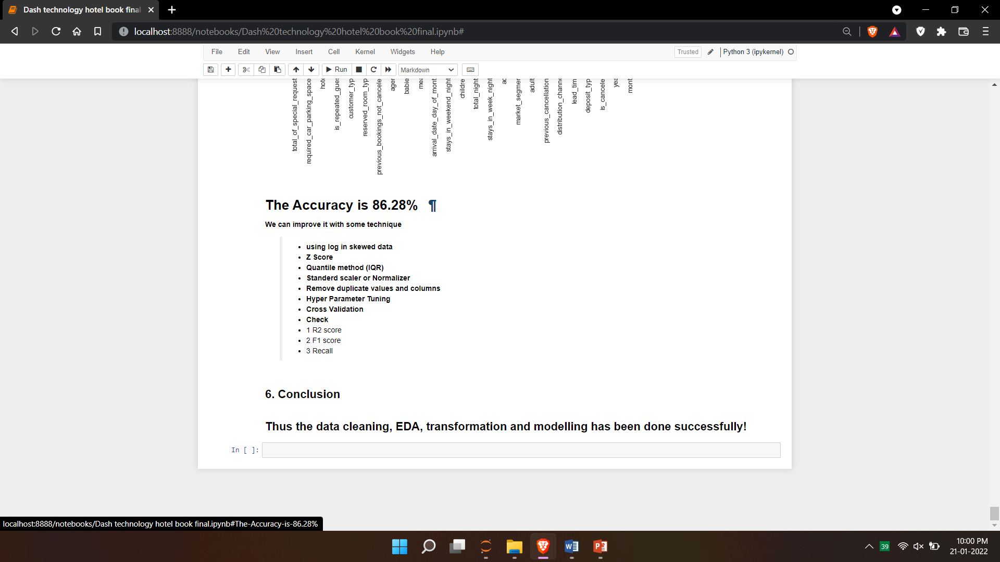 Dash technology hotel book final
localhost:8888/notebooks/Dash%20technology%20hotel%20book%20final.ipynb#
File Edit View Insert Cell Kernel Widgets Help
Trusted
Python 3 (ipykernel)
Run
Markdown
total_of_special_request
required_car_parking_space
hote
is_repeated_gues
customer_typ
reserved_room_typ
previous_bookings_not_cancele
agen
babie
mea
arrival_date_day_of_mont
stays_in_weekend_night
childre
total_night
stays_in_week_night
ad
market_segmen
adult
previous_cancellation
distribution_channe
lead_tim
deposit_typ
is_cancele
yea
mont
The Accuracy is 86.28% ¶
We can improve it with some technique
• using log in skewed data
• Z Score
• Quantile method (IQR)
• Standerd scaler or Normalizer
• Remove duplicate values and columns
• Hyper Parameter Tuning
• Cross Validation
• Check
• 1 R2 score
• 2 F1 score
• 3 Recall
6. Conclusion
Thus the data cleaning, EDA, transformation and modelling has been done successfully!
In [ ]:
localhost:8888/notebooks/Dash technology hotel book final.ipynb#The-Accuracy-is-86.28%
39
10:00 PM
21-01-2022